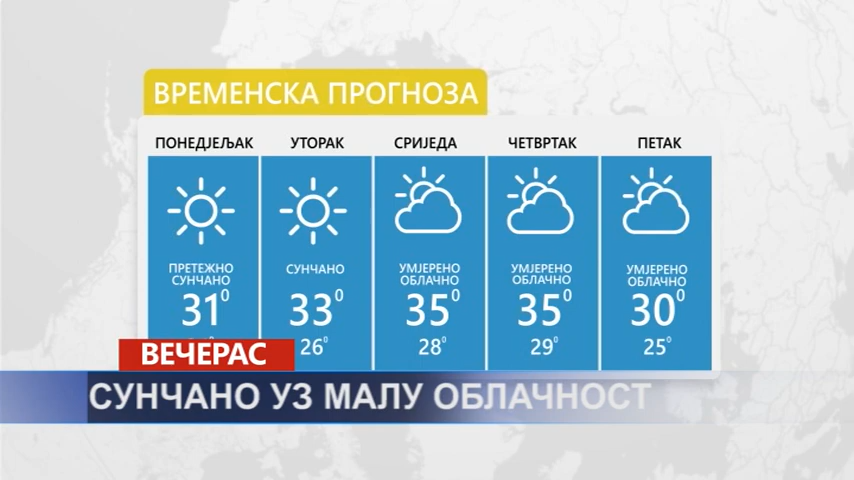 ВРЕМЕНСКА ПРОГНОЗА
ПОНЕДЈЕЉАК УТОРАК СРИЈЕДА ЧЕТВРТАК ПЕТАК
ПРЕТЕЖНО СУНЧАНО
31⁰
СУНЧАНО
33⁰
26⁰
УМЈЕРЕНО ОБЛАЧНО
35⁰
28⁰
УМЈЕРЕНО ОБЛАЧНО
35⁰
29⁰
УМЈЕРЕНО ОБЛАЧНО
30⁰
25⁰
ВЕЧЕРАС
СУНЧАНО УЗ МАЛУ ОБЛАЧНОСТ